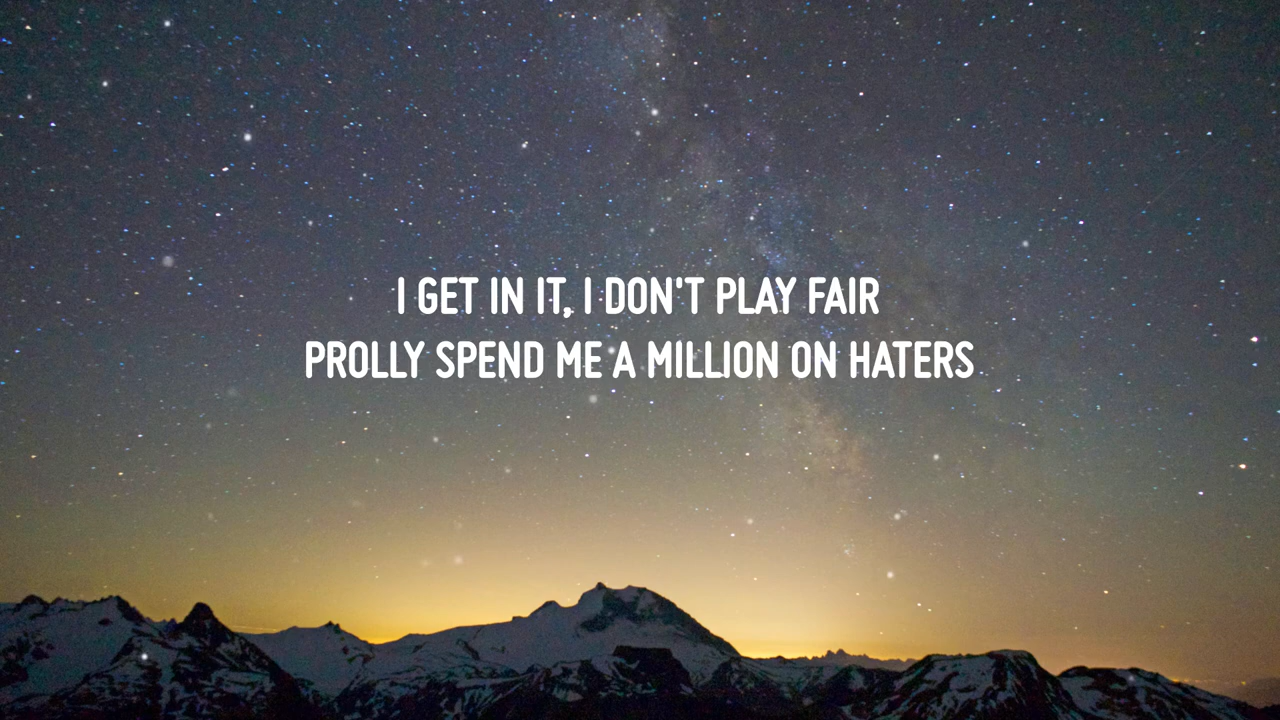 I GET IN IT, I DON'T PLAY FAIR
PROLLY SPEND ME A MILLION ON HATERS